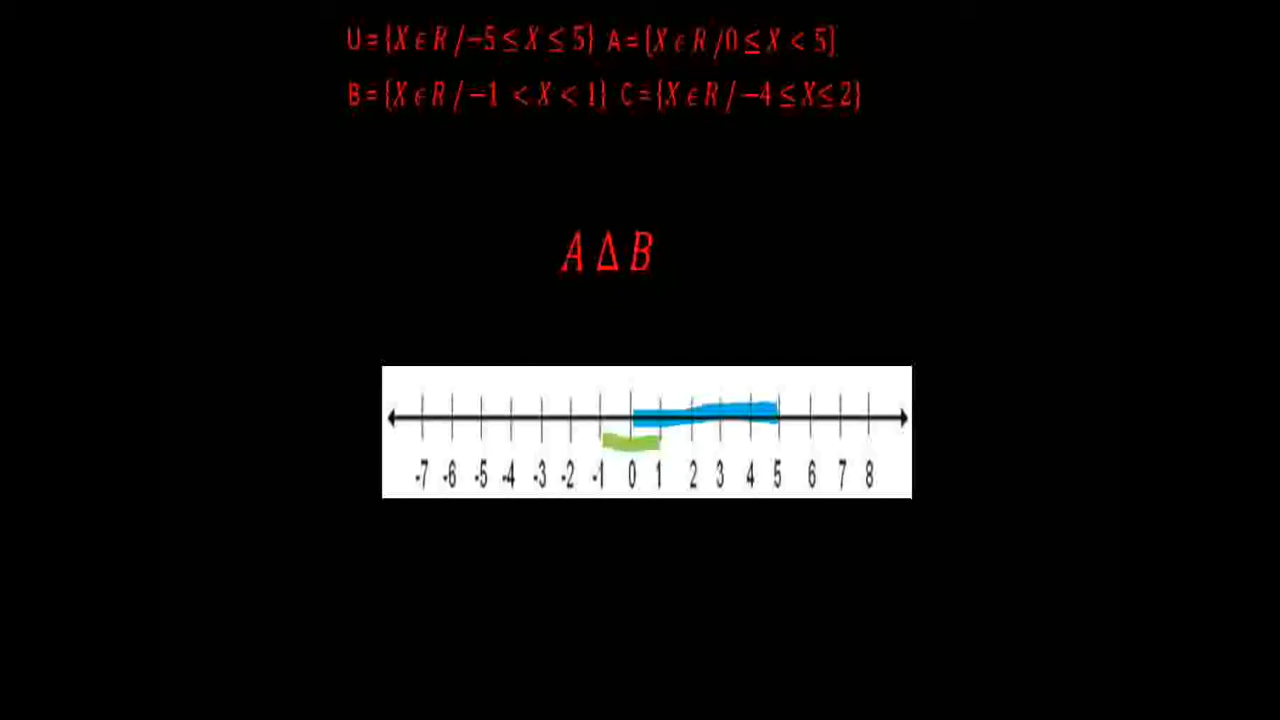 U={X ϵ R /−5 ≤ X ≤ 5} A={X ϵ R /0 ≤ X < 5}
B={X ϵ R / −1 < X < 1} C={X ϵ R / −4 ≤ X ≤ 2}
A Δ B
-7 -6 -5 -4 -3 -2 -1 0 1 2 3 4 5 6 7 8